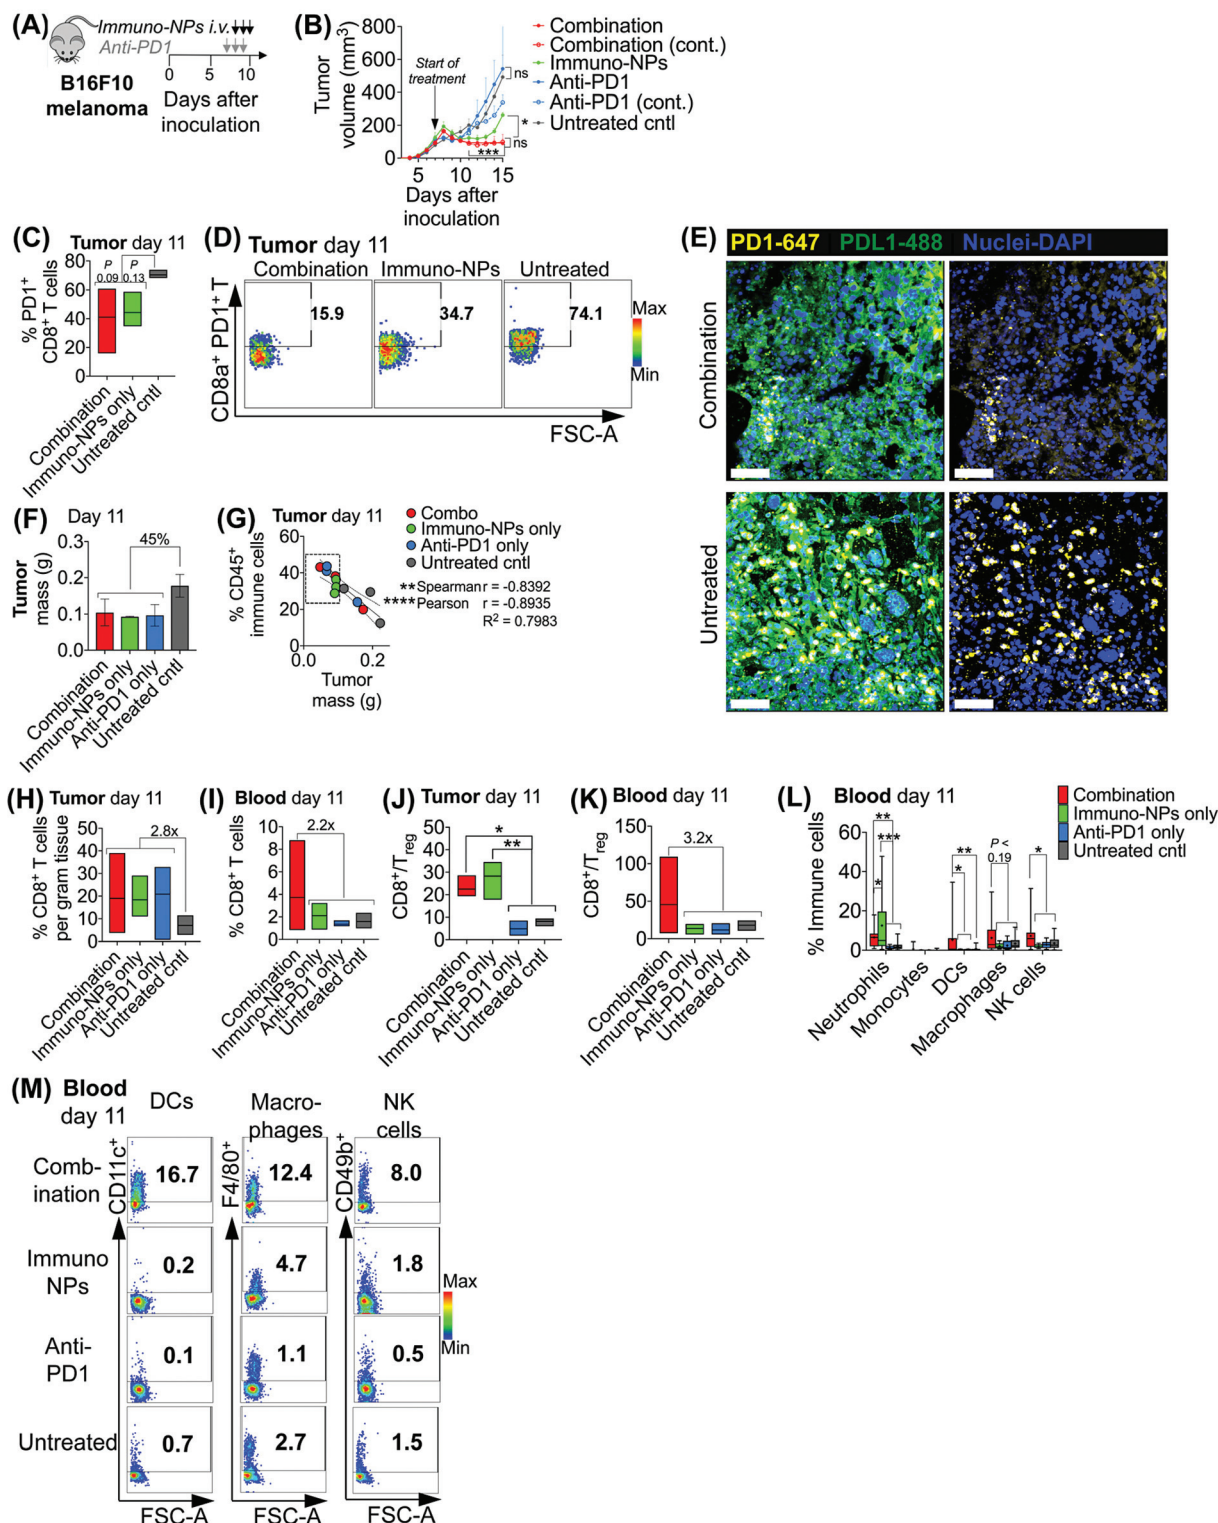 (A)
Immuno-NPs i.v.
Anti-PD1
B16F10
melanoma
0 5 10
Days after
inoculation
(B)
Tumor
volume (mm³)
800
600
400
200
0
Start of
treatment
5 10 15
Days after
inoculation
ns
*
ns
***
Combination
Combination (cont.)
Immuno-NPs
Anti-PD1
Anti-PD1 (cont.)
Untreated cntl
(C) Tumor day 11
% PD1⁺
CD8⁺ T cells
80
60
40
20
0
P P
0.09 0.13
Combination
Immuno-NPs only
Untreated cntl
(D) Tumor day 11
Combination Immuno-NPs Untreated
15.9 34.7 74.1
CD8a⁺ PD1⁺ T
FSC-A
Max
Min
(E)
PD1-647 PDL1-488 Nuclei-DAPI
Combination
Untreated
(F) Day 11
Tumor
mass (g)
0.3
0.2
0.1
0.0
45%
Combination
Immuno-NPs only
Anti-PD1 only
Untreated cntl
(G) Tumor day 11
% CD45⁺
immune cells
60
40
20
0
0.0 0.1 0.2
Tumor
mass (g)
Combo
Immuno-NPs only
Anti-PD1 only
Untreated cntl
**Spearman r = -0.8392
****Pearson r = -0.8935
R² = 0.7983
(H) Tumor day 11
% CD8⁺ T cells
per gram tissue
50
40
30
20
10
0
2.8x
Combination
Immuno-NPs only
Anti-PD1 only
Untreated cntl
(I) Blood day 11
% CD8⁺ T cells
10
8
6
4
2
0
2.2x
Combination
Immuno-NPs only
Anti-PD1 only
Untreated cntl
(J) Tumor day 11
CD8⁺/Treg
50
40
30
20
10
0
*
**
Combination
Immuno-NPs only
Anti-PD1 only
Untreated cntl
(K) Blood day 11
CD8⁺/Treg
150
100
50
0
3.2x
Combination
Immuno-NPs only
Anti-PD1 only
Untreated cntl
(L) Blood day 11
% Immune cells
60
40
20
0
**
***
*
**
*
P <
0.19
*
Neutrophils
Monocytes
DCs
Macrophages
NK cells
Combination
Immuno-NPs only
Anti-PD1 only
Untreated cntl
(M) Blood
day 11
DCs
Macro-
phages
NK
cells
CD11c⁺
F4/80⁺
CD49b⁺
Comb-
ination
16.7 12.4 8.0
Immuno
NPs
0.2 4.7 1.8
Anti-
PD1
0.1 1.1 0.5
Untreated
0.7 2.7 1.5
Max
Min
FSC-A FSC-A FSC-A